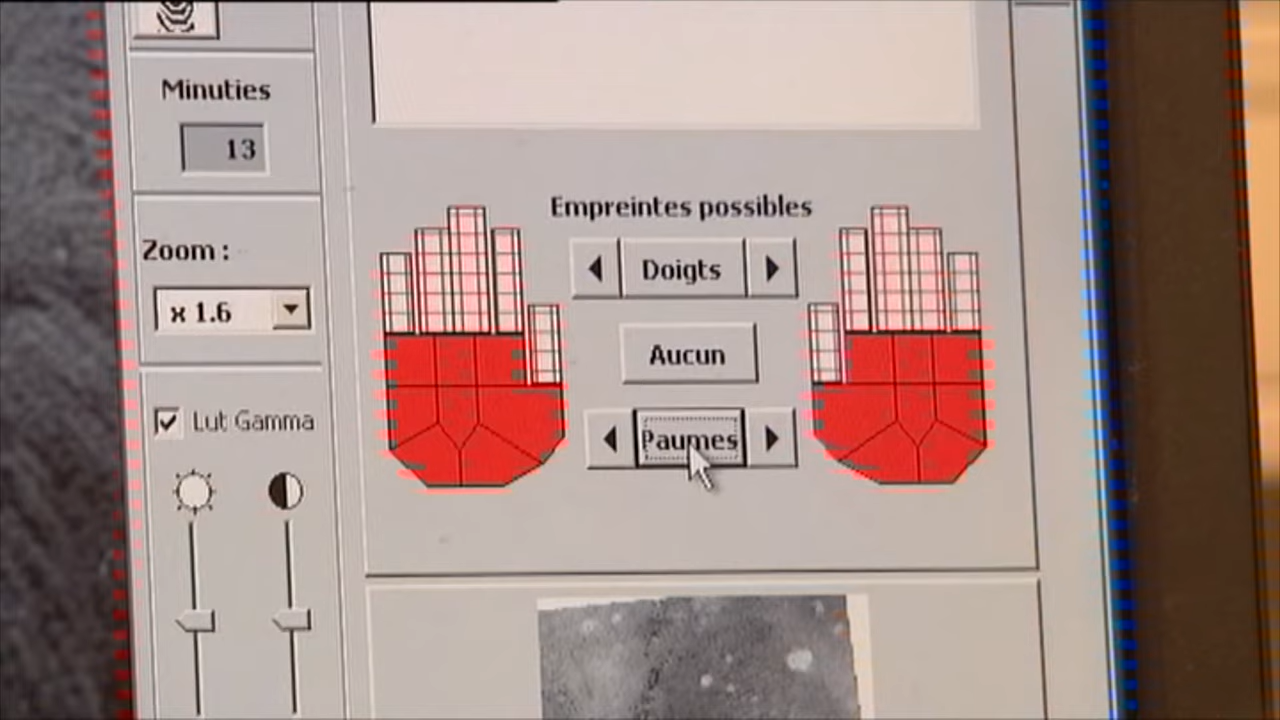 Minuties
13
Zoom :
x 1.6
Lut Gamma
Empreintes possibles
Doigts
Aucun
Paumes